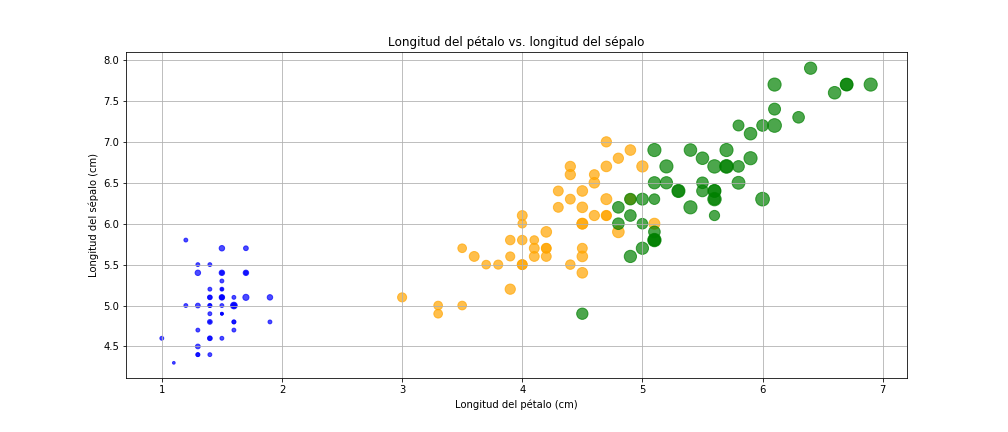 Longitud del pétalo vs. longitud del sépalo
Longitud del sépalo (cm)
8.0
7.5
7.0
6.5
6.0
5.5
5.0
4.5
1 2 3 4 5 6 7
Longitud del pétalo (cm)